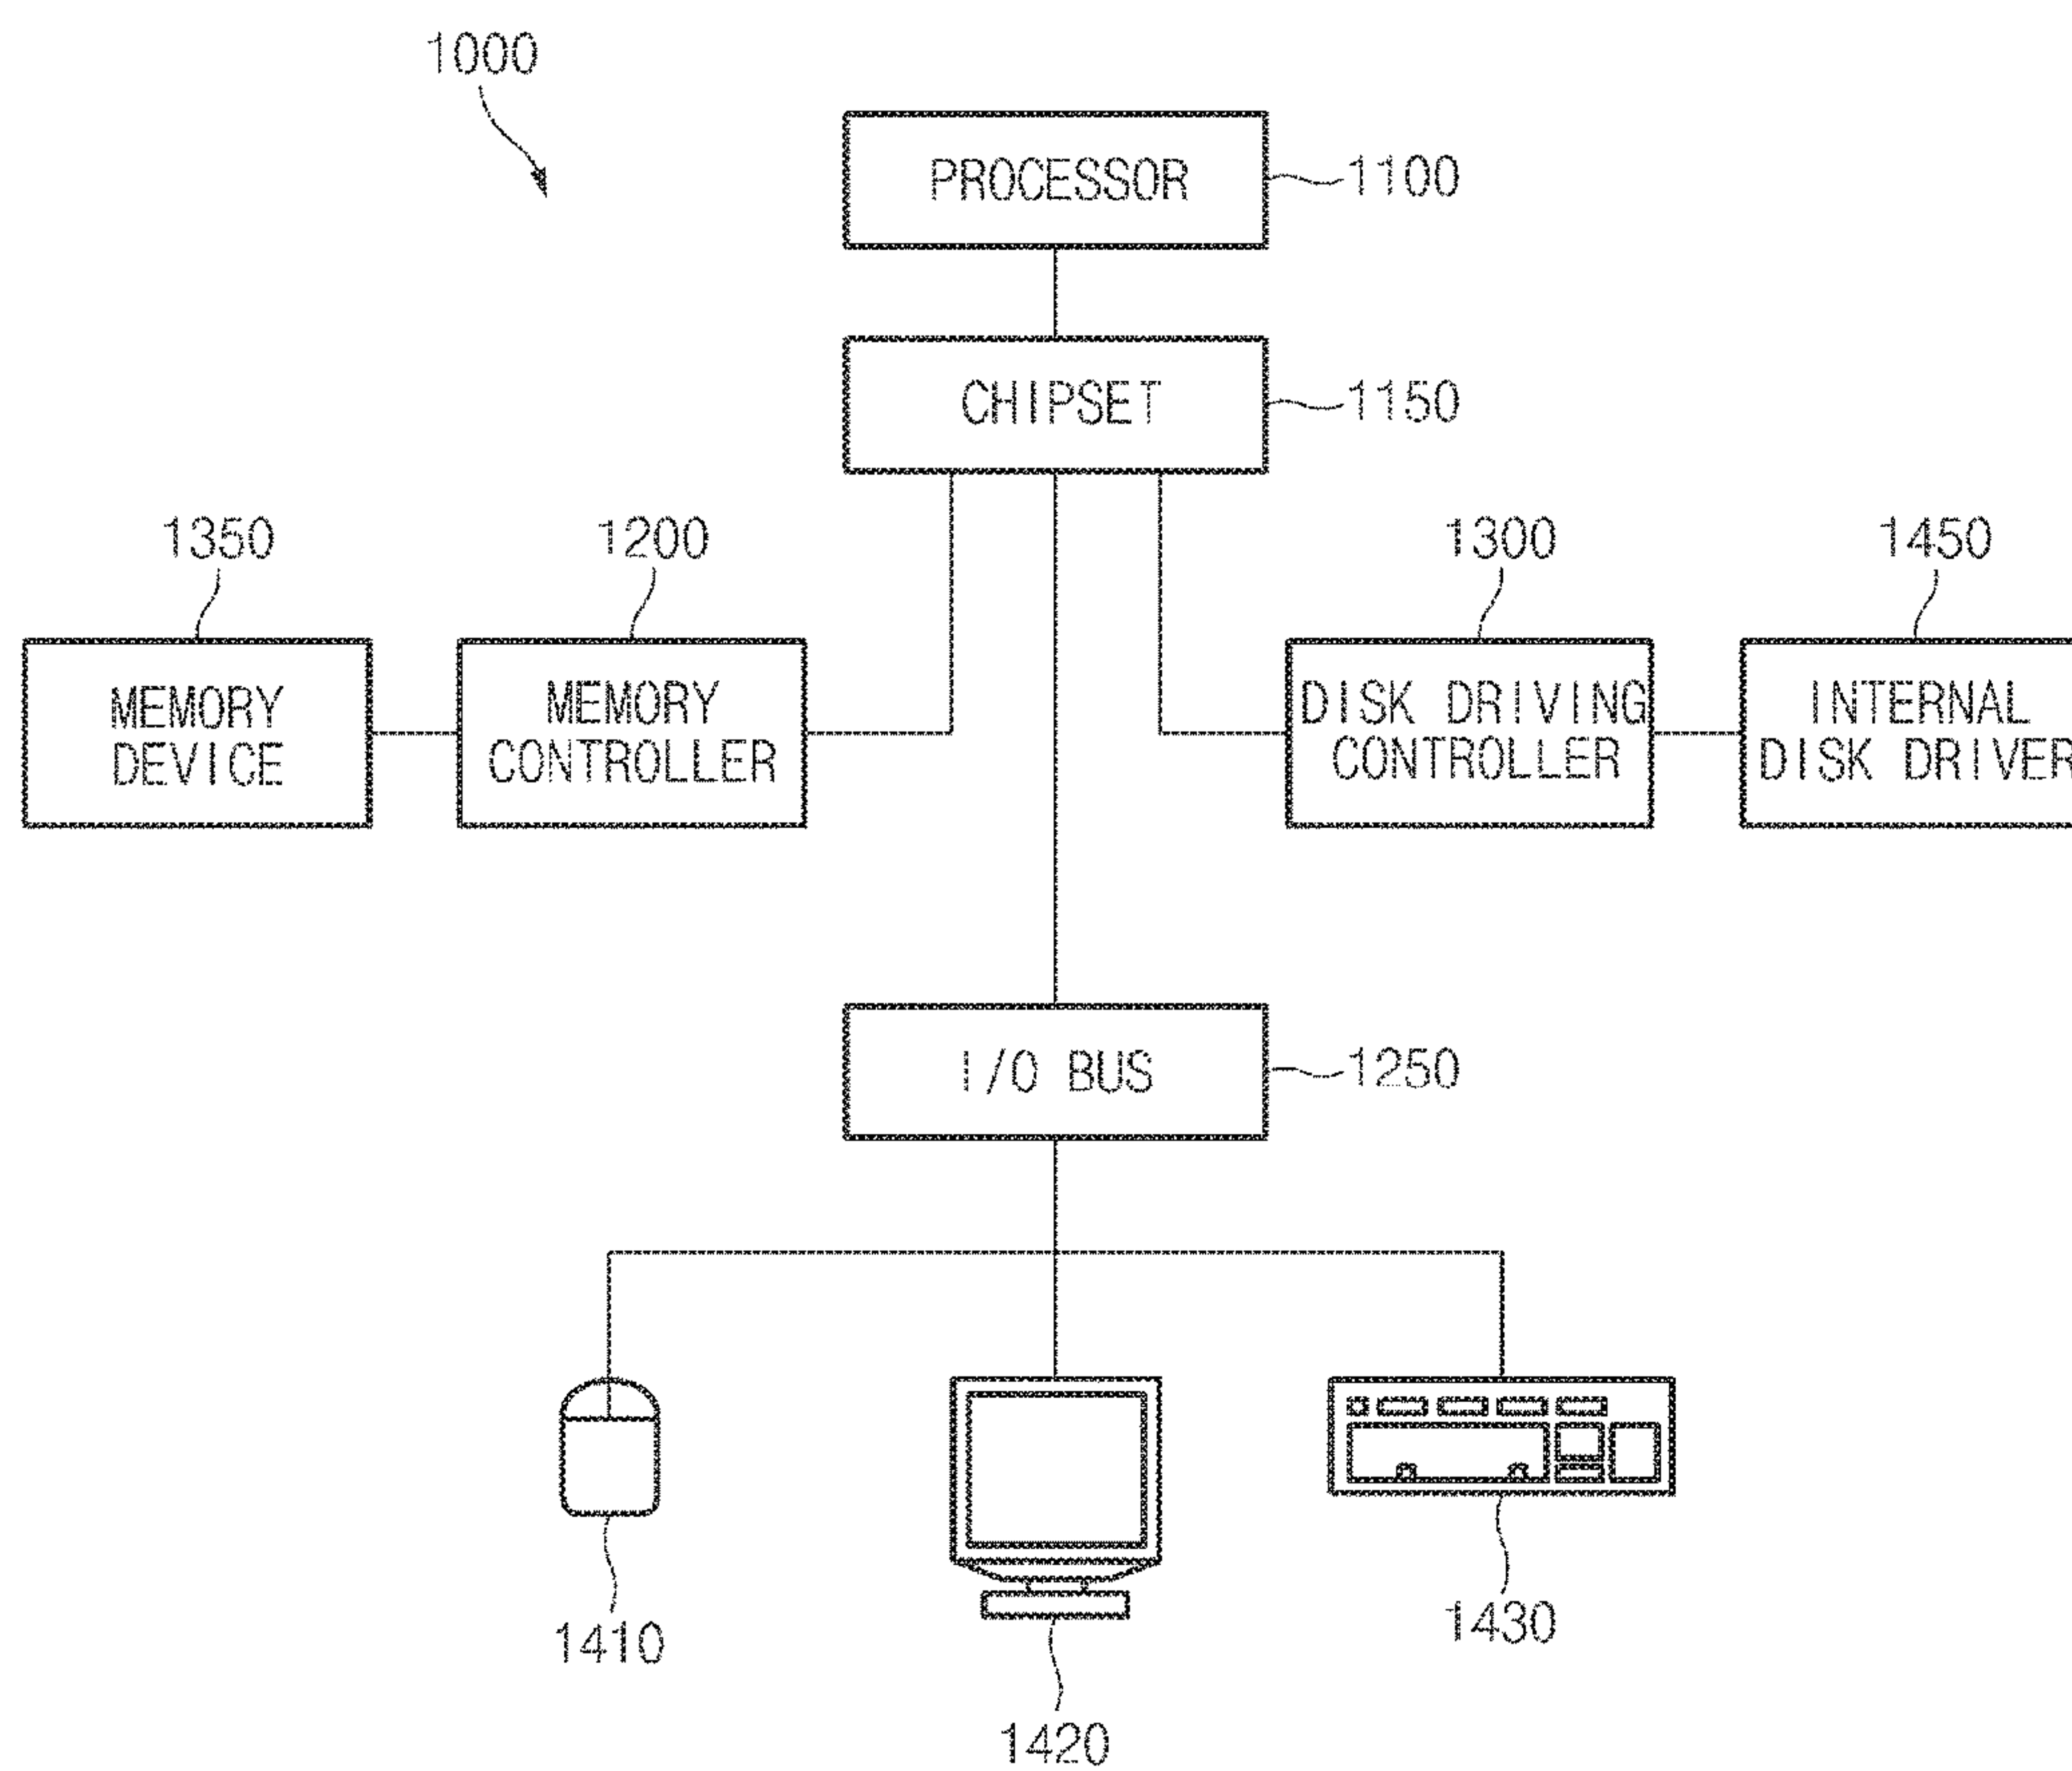 1000
PROCESSOR
1100
CHIPSET
1150
1350
1200
1300
1450
MEMORY
DEVICE
MEMORY
CONTROLLER
DISK DRIVING
CONTROLLER
INTERNAL
DISK DRIVER
I/O BUS
1250
1410
1420
1430